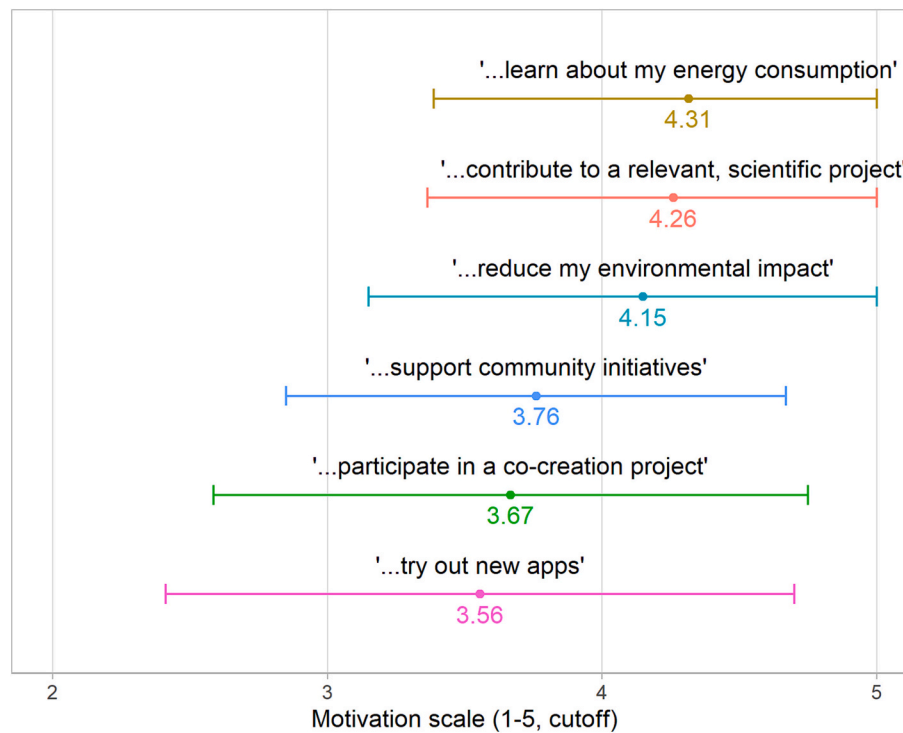 '...learn about my energy consumption'
4.31
'...contribute to a relevant, scientific project'
4.26
'...reduce my environmental impact'
4.15
'...support community initiatives'
3.76
'...participate in a co-creation project'
3.67
'...try out new apps'
3.56
2 3 4 5
Motivation scale (1-5, cutoff)